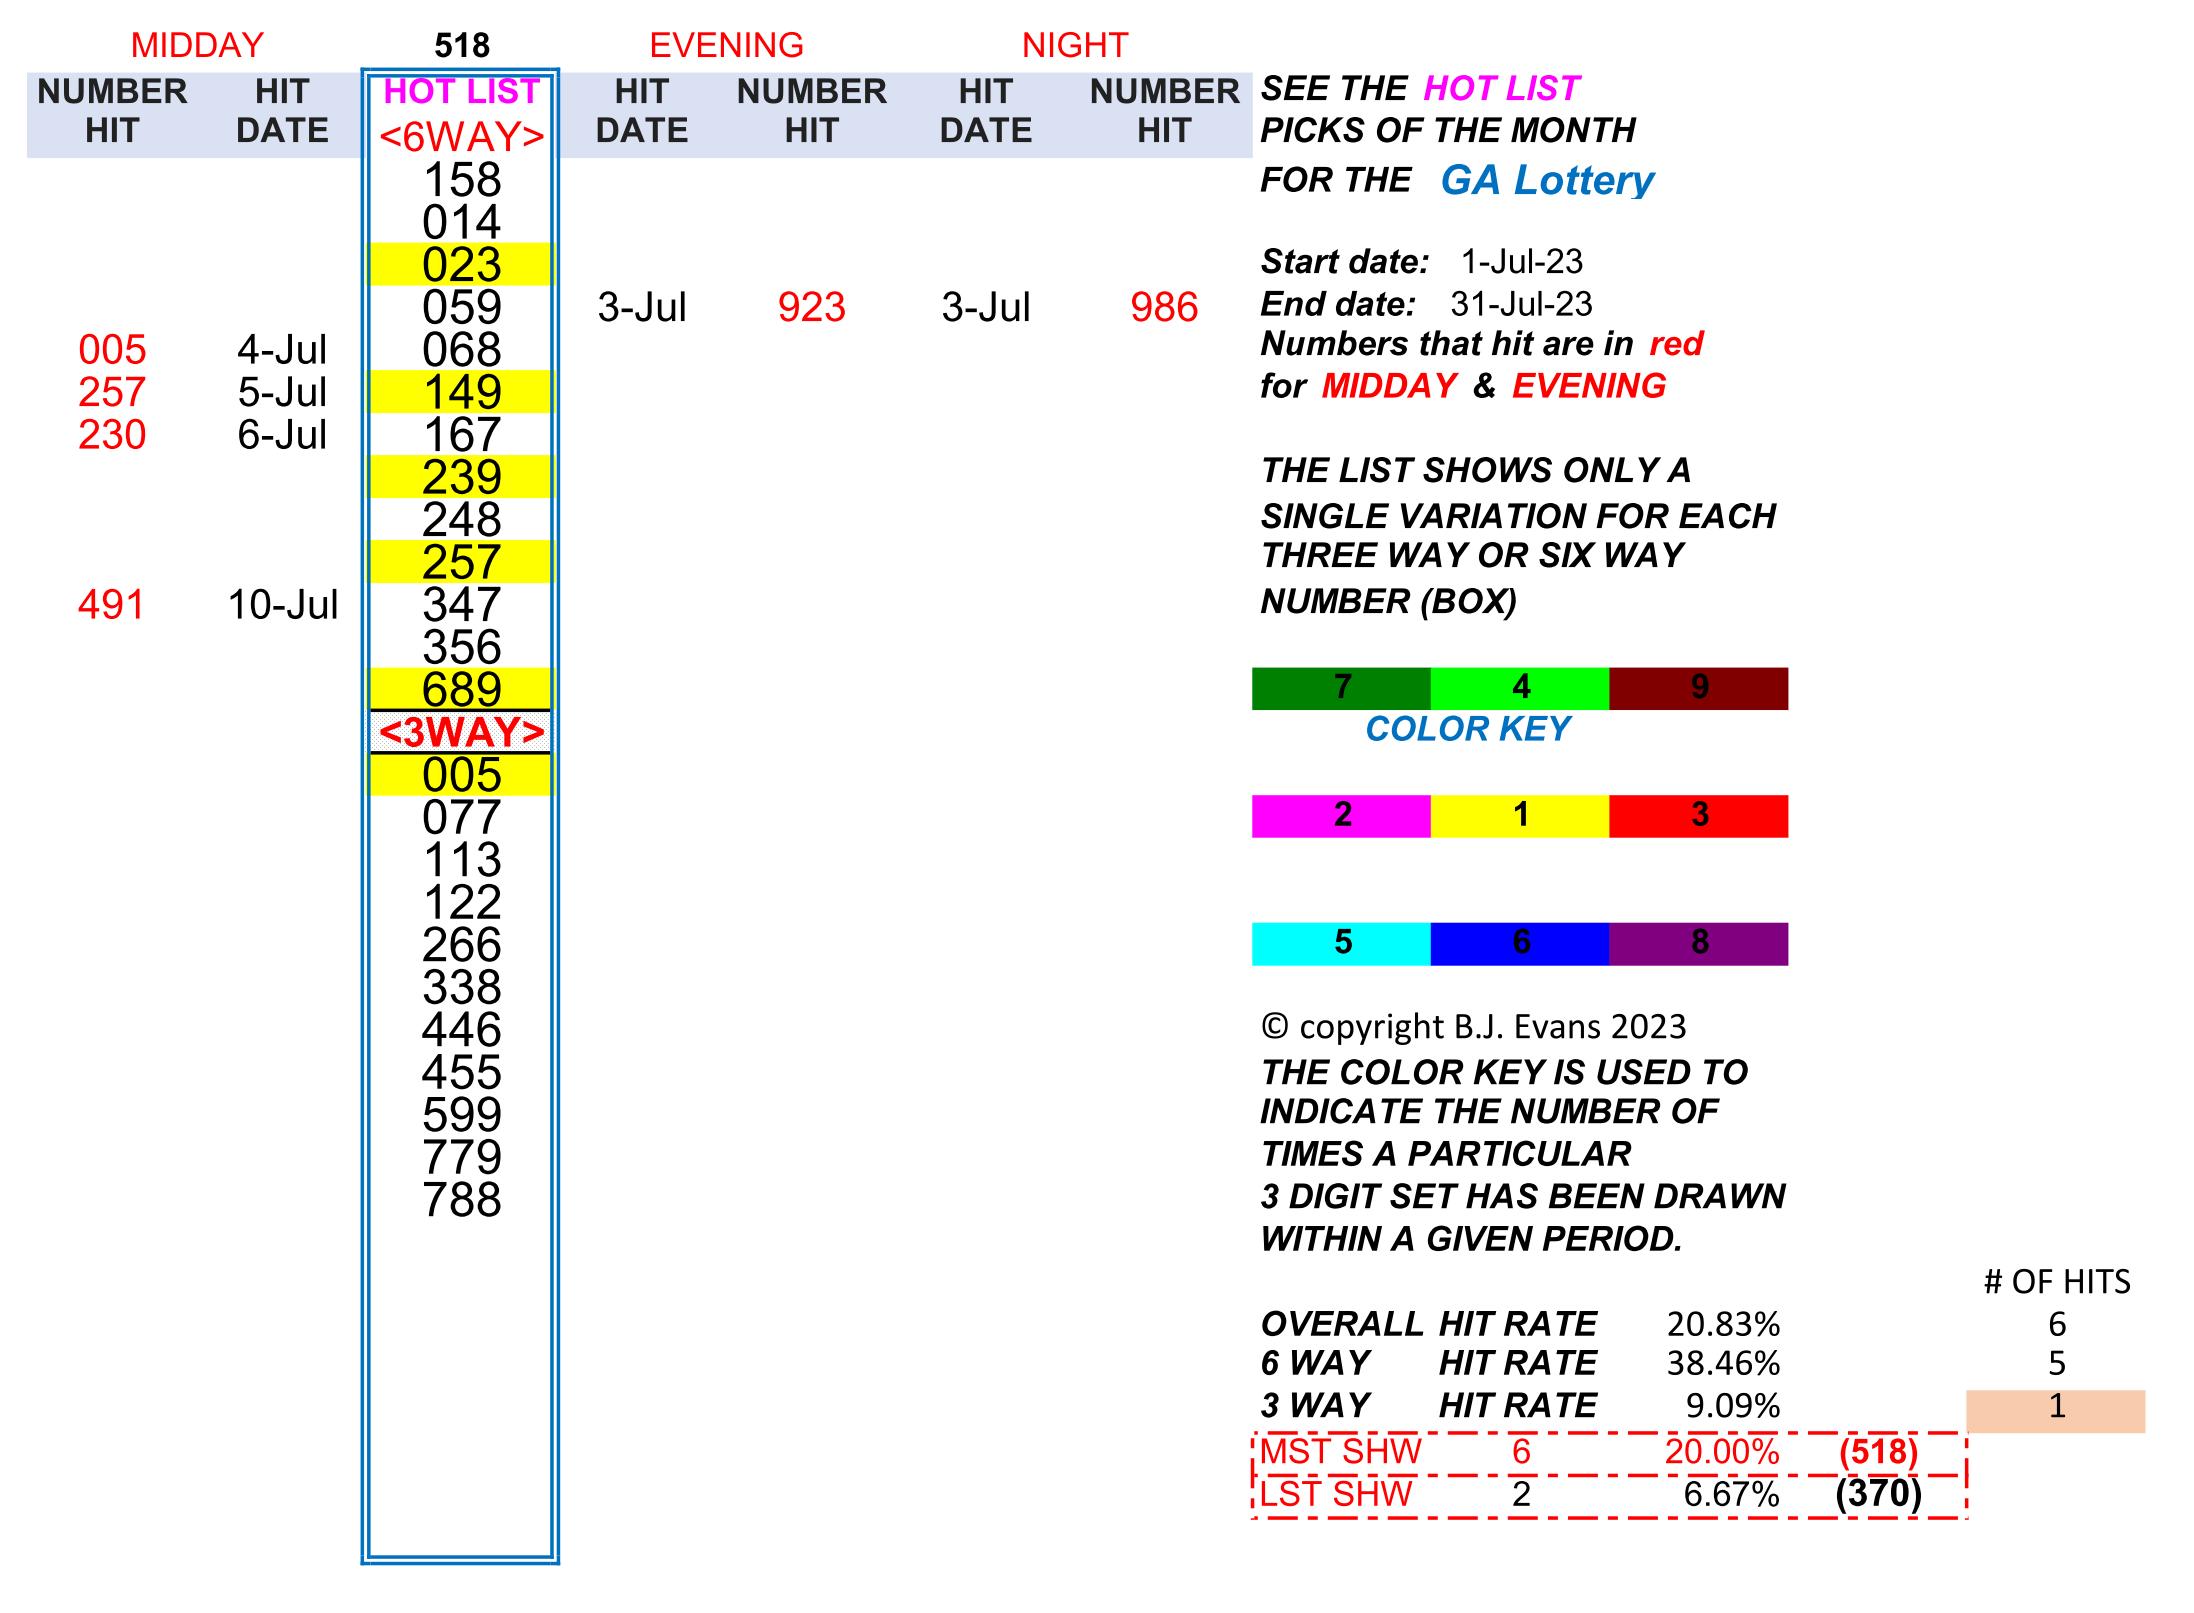 MIDDAY 518 EVENING NIGHT
NUMBER HIT HOT LIST HIT NUMBER HIT NUMBER SEE THE HOT LIST
HIT DATE <6WAY> DATE HIT DATE HIT PICKS OF THE MONTH
158 FOR THE GA Lottery
014
023 Start date: 1-Jul-23
059 3-Jul 923 3-Jul 986 End date: 31-Jul-23
005 4-Jul 068 Numbers that hit are in red
257 5-Jul 149 for MIDDAY & EVENING
230 6-Jul 167
239 THE LIST SHOWS ONLY A
248 SINGLE VARIATION FOR EACH
257 THREE WAY OR SIX WAY
491 10-Jul 347 NUMBER (BOX)
356
689 7 4 9
<3WAY> COLOR KEY
005
077 2 1 3
113
122
266 5 6 8
338
446 © copyright B.J. Evans 2023
455 THE COLOR KEY IS USED TO
599 INDICATE THE NUMBER OF
779 TIMES A PARTICULAR
788 3 DIGIT SET HAS BEEN DRAWN
WITHIN A GIVEN PERIOD.
# OF HITS
OVERALL HIT RATE 20.83% 6
6 WAY HIT RATE 38.46% 5
3 WAY HIT RATE 9.09% 1
MST SHW 6 20.00% (518)
LST SHW 2 6.67% (370)